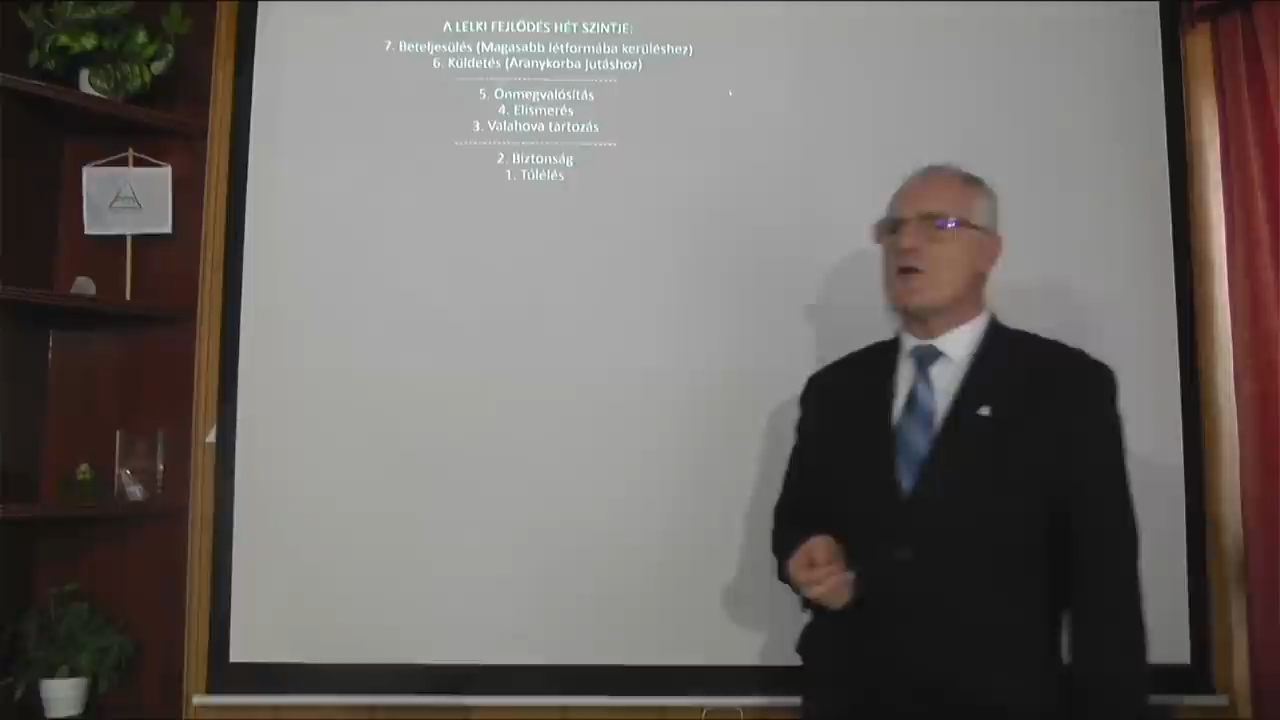 A LELKI FEJLŐDÉS HÉT SZINTJE:
7. Beteljesülés (Magasabb létformába kerüléshez)
6. Küldetés (Aranykorba jutáshoz)
5. Önmegvalósítás
4. Elismerés
3. Valahova tartozás
2. Biztonság
1. Túlélés